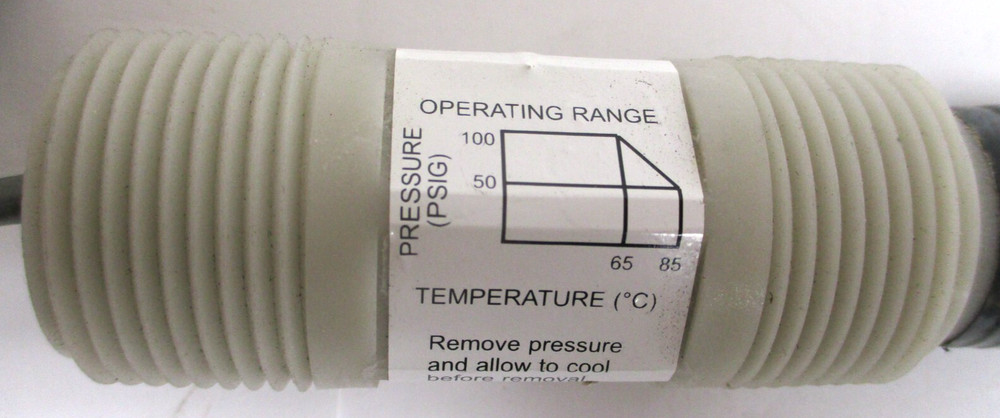 OPERATING RANGE
PRESSURE
(PSIG)
100
50
65 85
TEMPERATURE (°C)
Remove pressure
and allow to cool
before removal